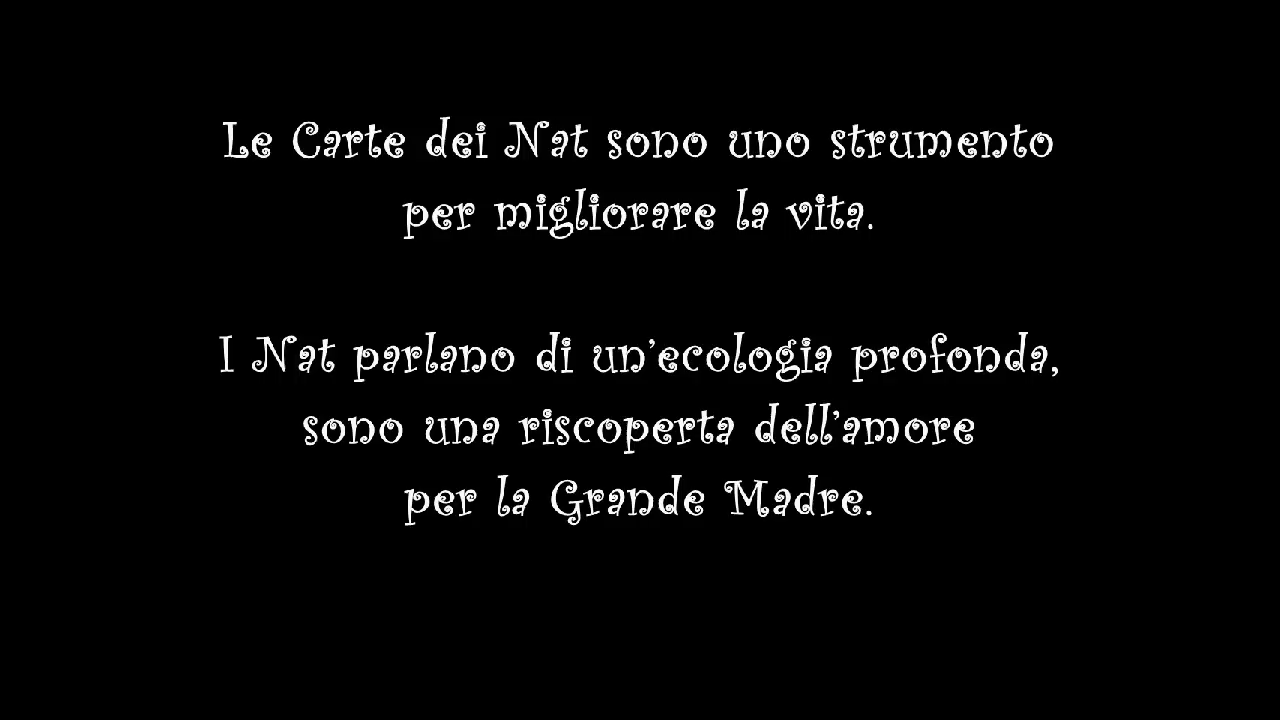 Le Carte dei Nat sono uno strumento
per migliorare la vita.
I Nat parlano di un'ecologia profonda,
sono una riscoperta dell'amore
per la Grande Madre.